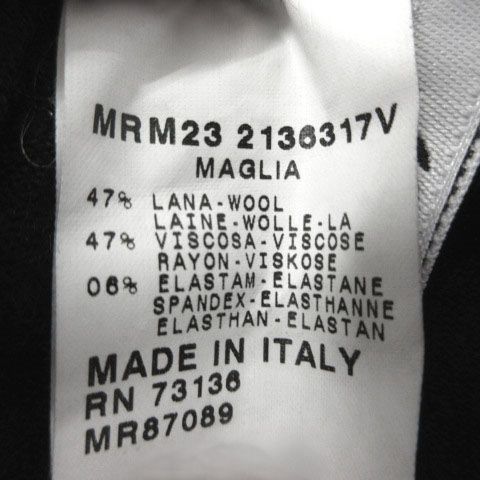 MRM23 2136317V
MAGLIA
47% LANA-WOOL
LAINE-WOLLE-LA
47% VISCOSA-VISCOSE
RAYON-VISKOSE
06% ELASTAM-ELASTANE
SPANDEX-ELASTHANNE
ELASTHAN-ELASTAN
MADE IN ITALY
RN 73136
MR87089